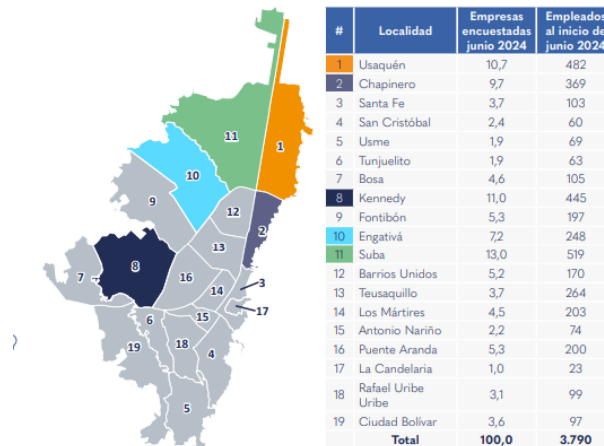 # Localidad Empresas encuestadas junio 2024 Empleados al inicio de junio 2024
1 Usaquén 10,7 482
2 Chapinero 9,7 369
3 Santa Fe 3,7 103
4 San Cristóbal 2,4 60
5 Usme 1,9 69
6 Tunjuelito 1,9 63
7 Bosa 4,6 105
8 Kennedy 11,0 445
9 Fontibón 5,3 197
10 Engativá 7,2 248
11 Suba 13,0 519
12 Barrios Unidos 5,2 170
13 Teusaquillo 3,7 264
14 Los Mártires 4,5 203
15 Antonio Nariño 2,2 74
16 Puente Aranda 5,3 200
17 La Candelaria 1,0 23
18 Rafael Uribe Uribe 3,1 99
19 Ciudad Bolívar 3,6 97
Total 100,0 3.790
11
1
10
9
12
2
13
8
7
16
14
3
17
15
6
19
18
4
5